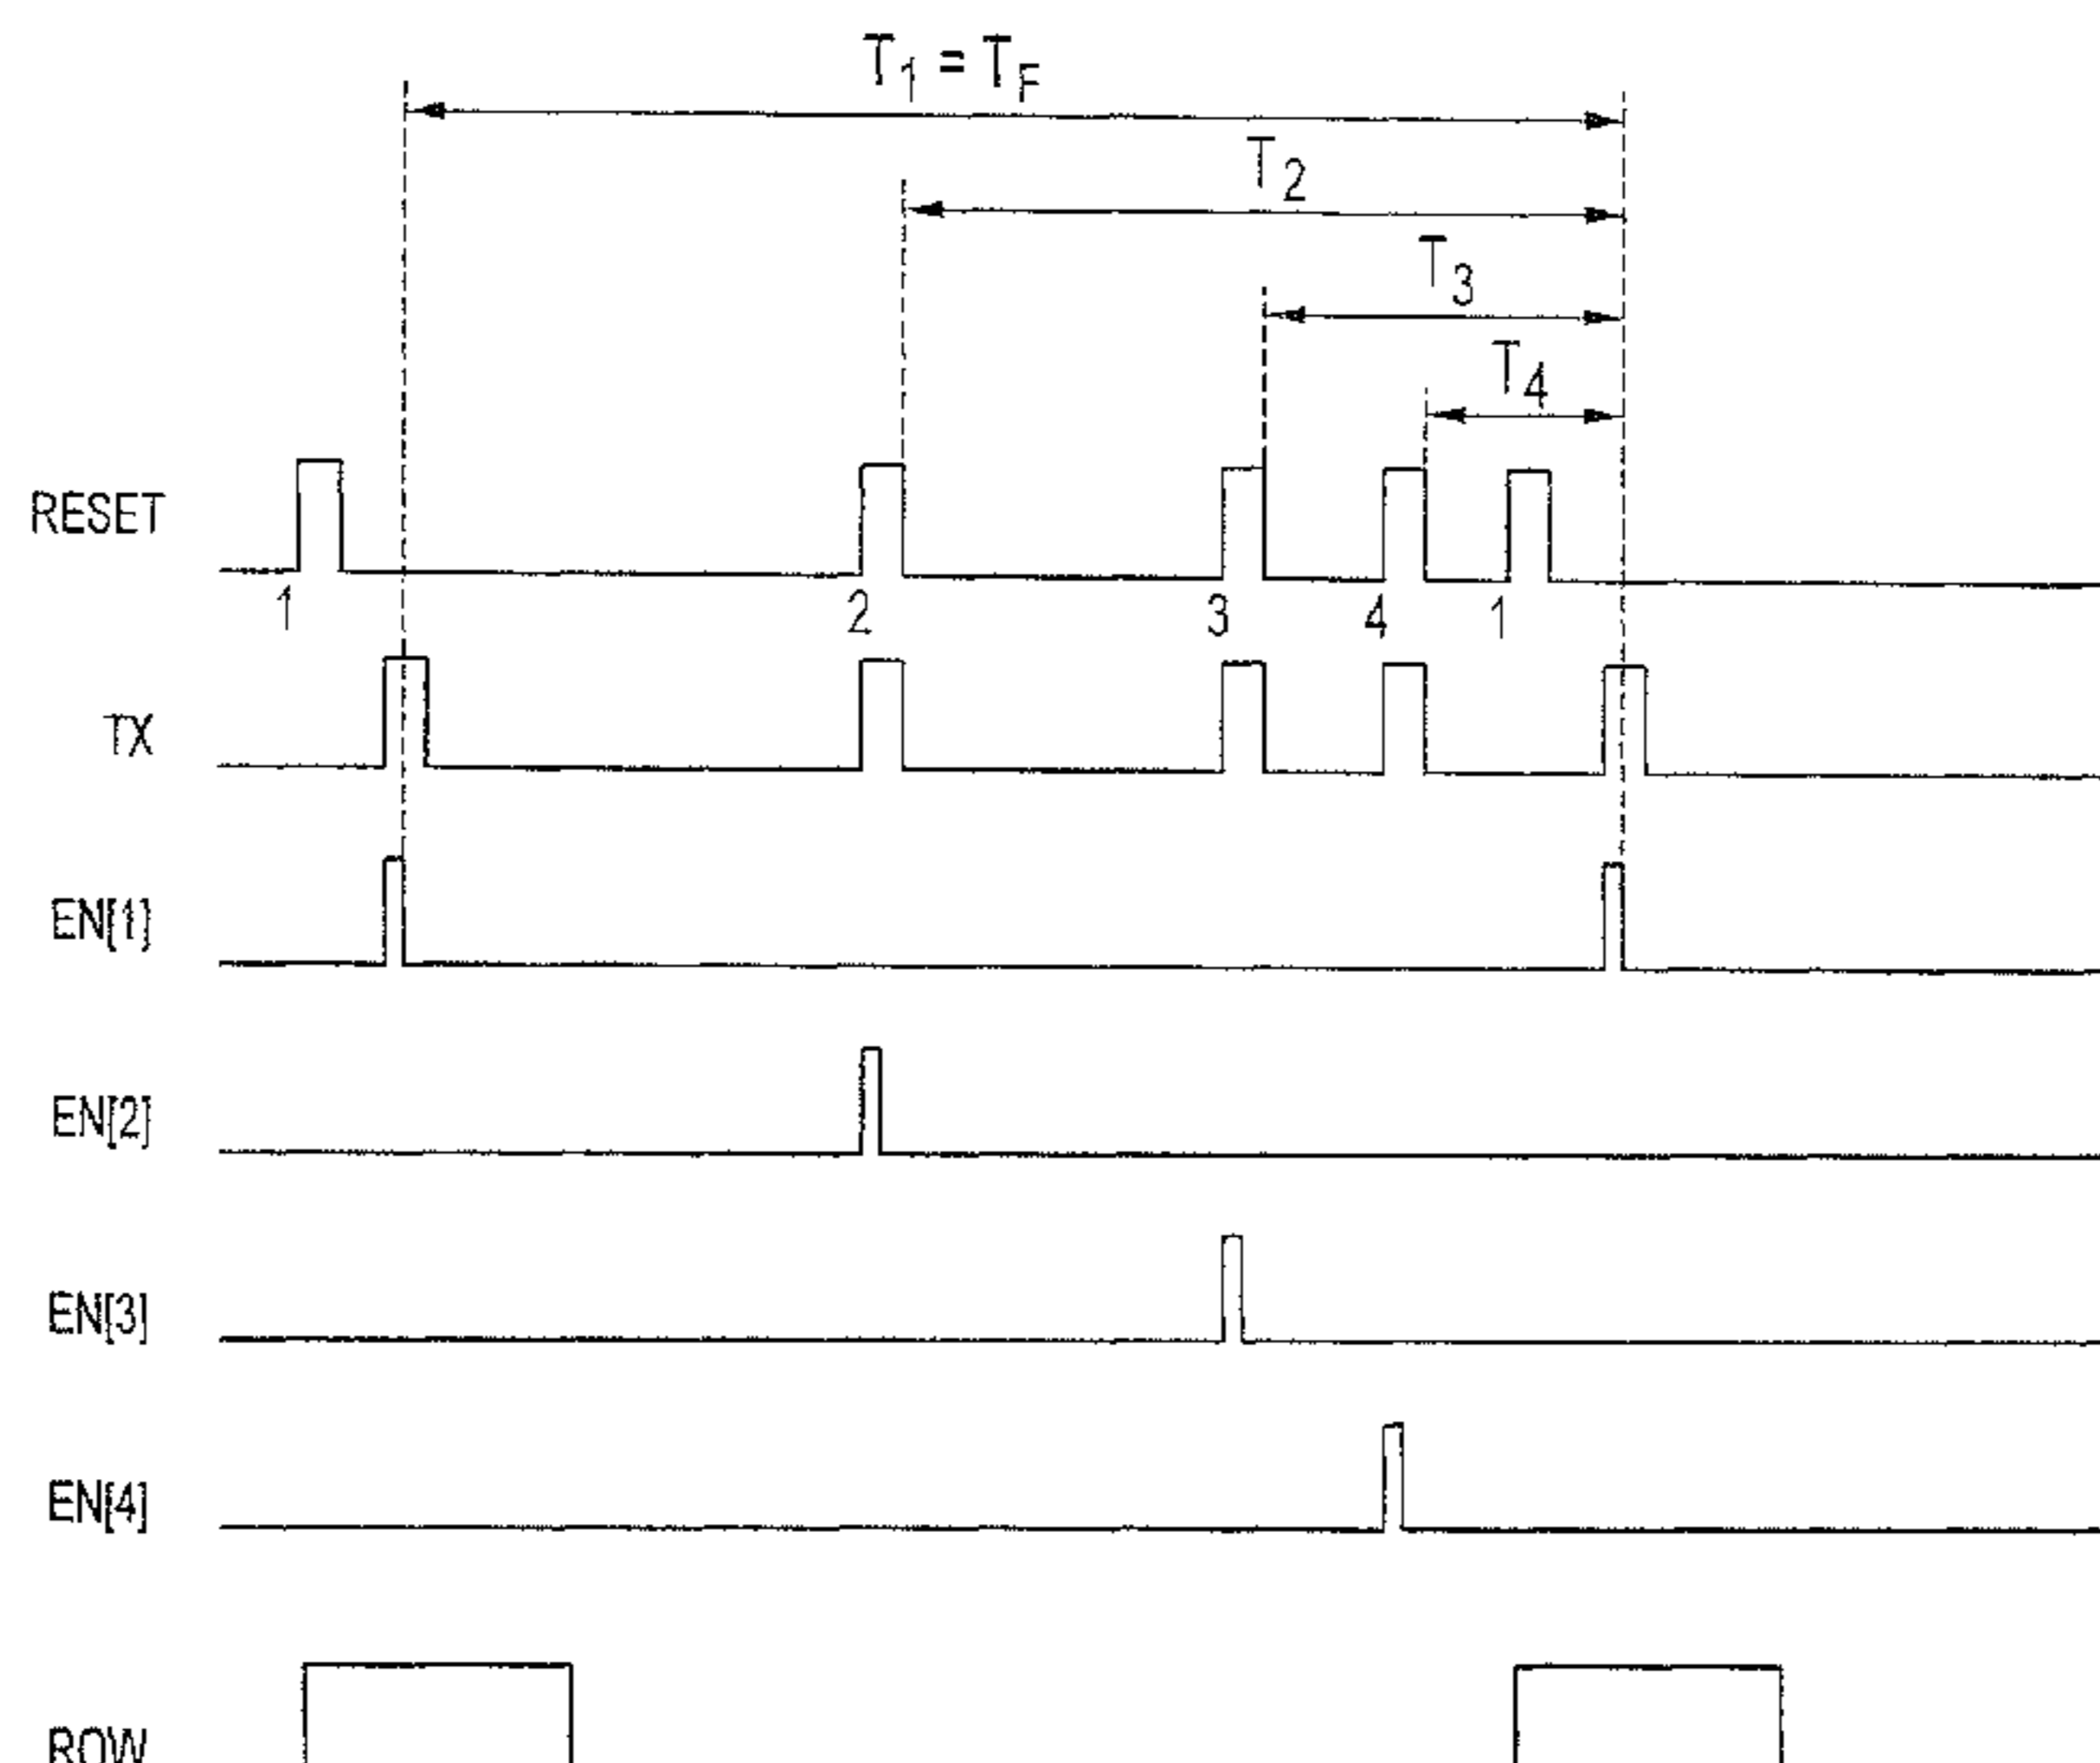 T1 = TF
T2
T3
T4
RESET
1 2 3 4 1
TX
EN[1]
EN[2]
EN[3]
EN[4]
ROW